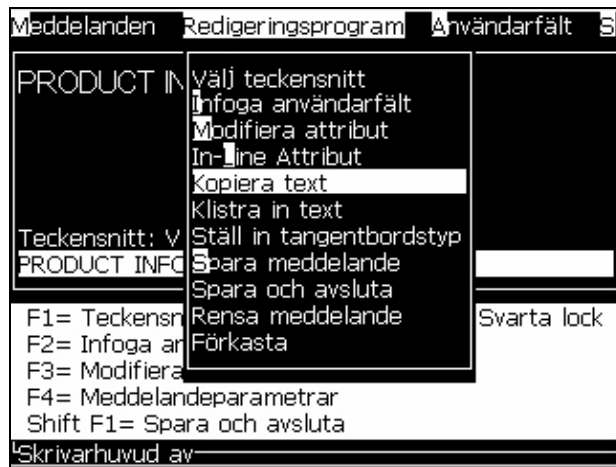 Meddelanden Redigeringsprogram Användarfält S
PRODUCT IN
Välj teckensnitt
Infoga användarfält
Modifiera attribut
In-Line Attribut
Kopiera text
Klistra in text
Ställ in tangentbordstyp
Spara meddelande
Spara och avsluta
Rensa meddelande
Förkasta
Teckensnitt: V
PRODUCT INFO
F1= Teckensn Svarta lock
F2= Infoga an
F3= Modifiera
F4= Meddelandeparametrar
Shift F1= Spara och avsluta
Skrivarhuvud av